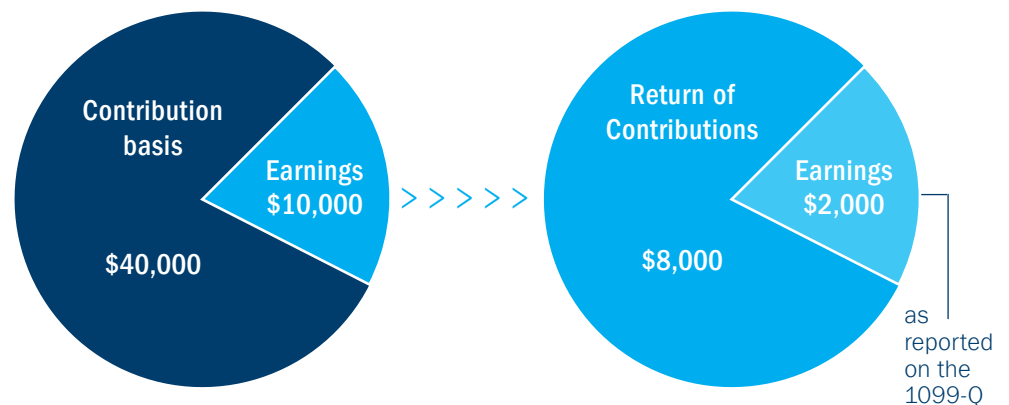 Contribution
basis
Earnings
$10,000
$40,000
> > > > >
Return of
Contributions
Earnings
$2,000
$8,000
as
reported
on the
1099-Q